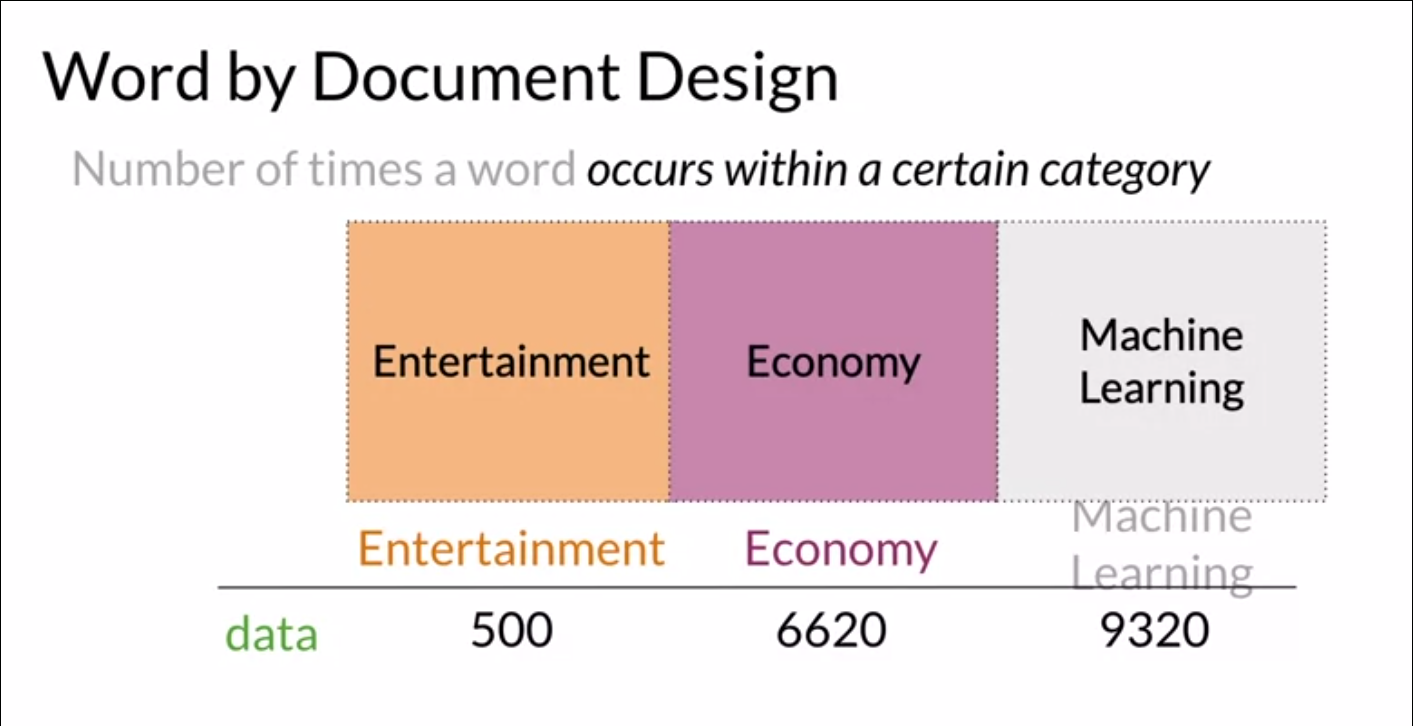 Word by Document Design
Number of times a word occurs within a certain category
Entertainment
Economy
Machine
Learning
Entertainment
Economy
Machine
Learning
data 500 6620 9320